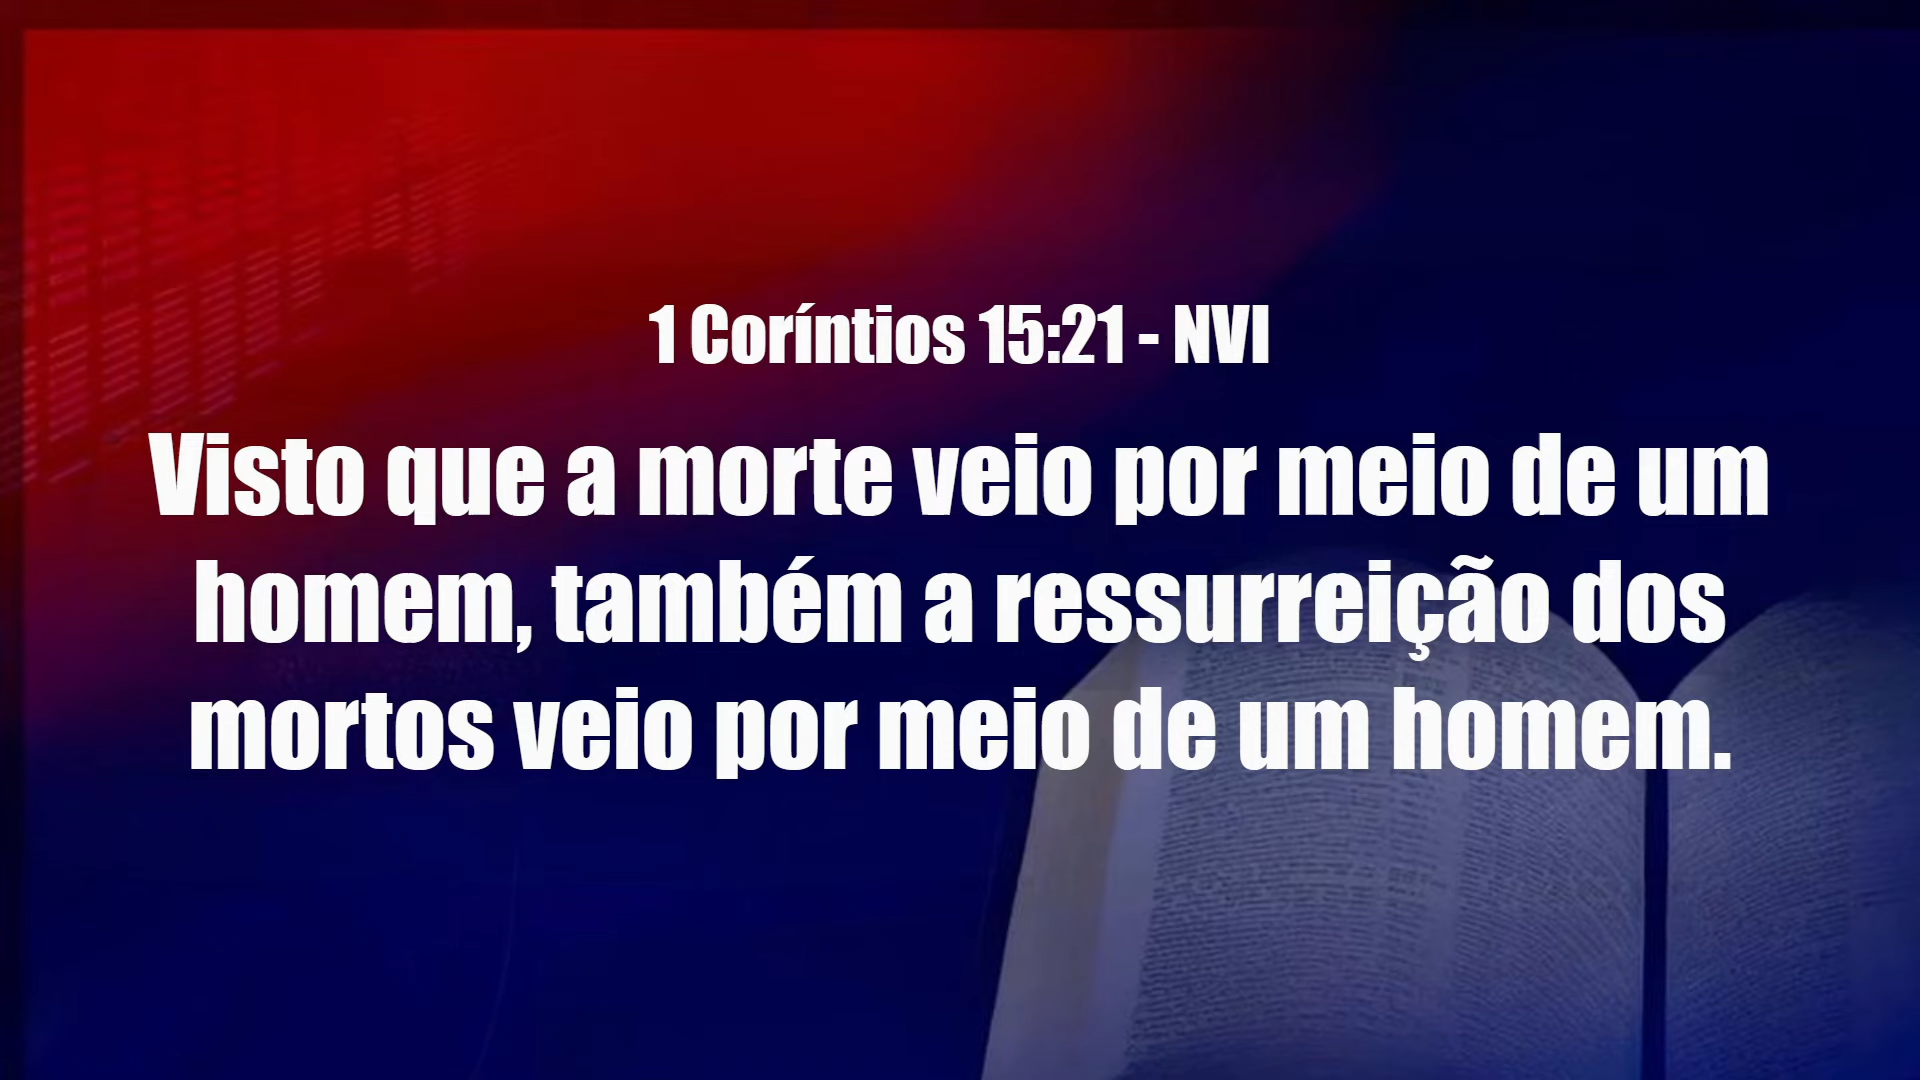 1 Coríntios 15:21 - NVI
Visto que a morte veio por meio de um
homem, também a ressurreição dos
mortos veio por meio de um homem.